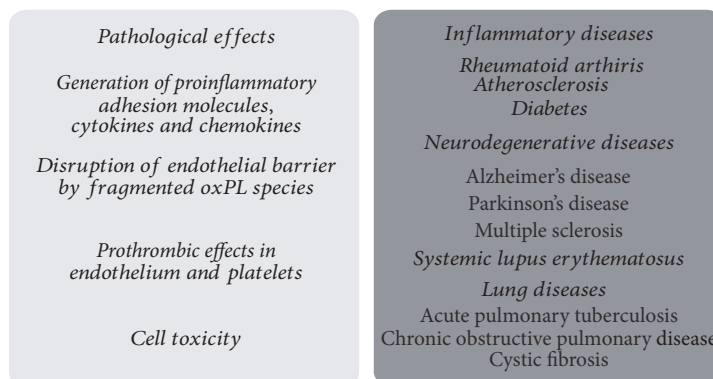 Pathological effects
Generation of proinflammatory
adhesion molecules,
cytokines and chemokines
Disruption of endothelial barrier
by fragmented oxPL species
Prothrombic effects in
endothelium and platelets
Cell toxicity
Inflammatory diseases
Rheumatoid arthiris
Atherosclerosis
Diabetes
Neurodegenerative diseases
Alzheimer's disease
Parkinson's disease
Multiple sclerosis
Systemic lupus erythematosus
Lung diseases
Acute pulmonary tuberculosis
Chronic obstructive pulmonary disease
Cystic fibrosis